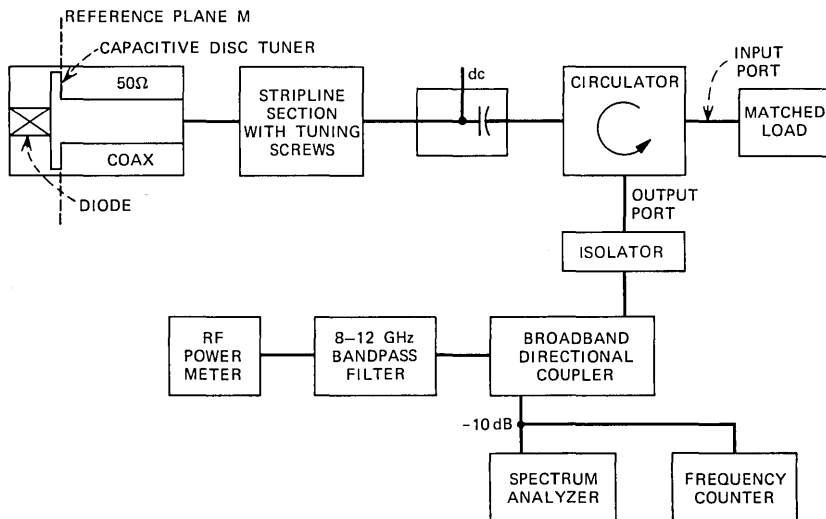 REFERENCE PLANE M
CAPACITIVE DISC TUNER
50Ω
COAX
DIODE
STRIPLINE
SECTION
WITH TUNING
SCREWS
dc
CIRCULATOR
INPUT
PORT
MATCHED
LOAD
OUTPUT
PORT
ISOLATOR
RF
POWER
METER
8–12 GHz
BANDPASS
FILTER
BROADBAND
DIRECTIONAL
COUPLER
-10 dB
SPECTRUM
ANALYZER
FREQUENCY
COUNTER